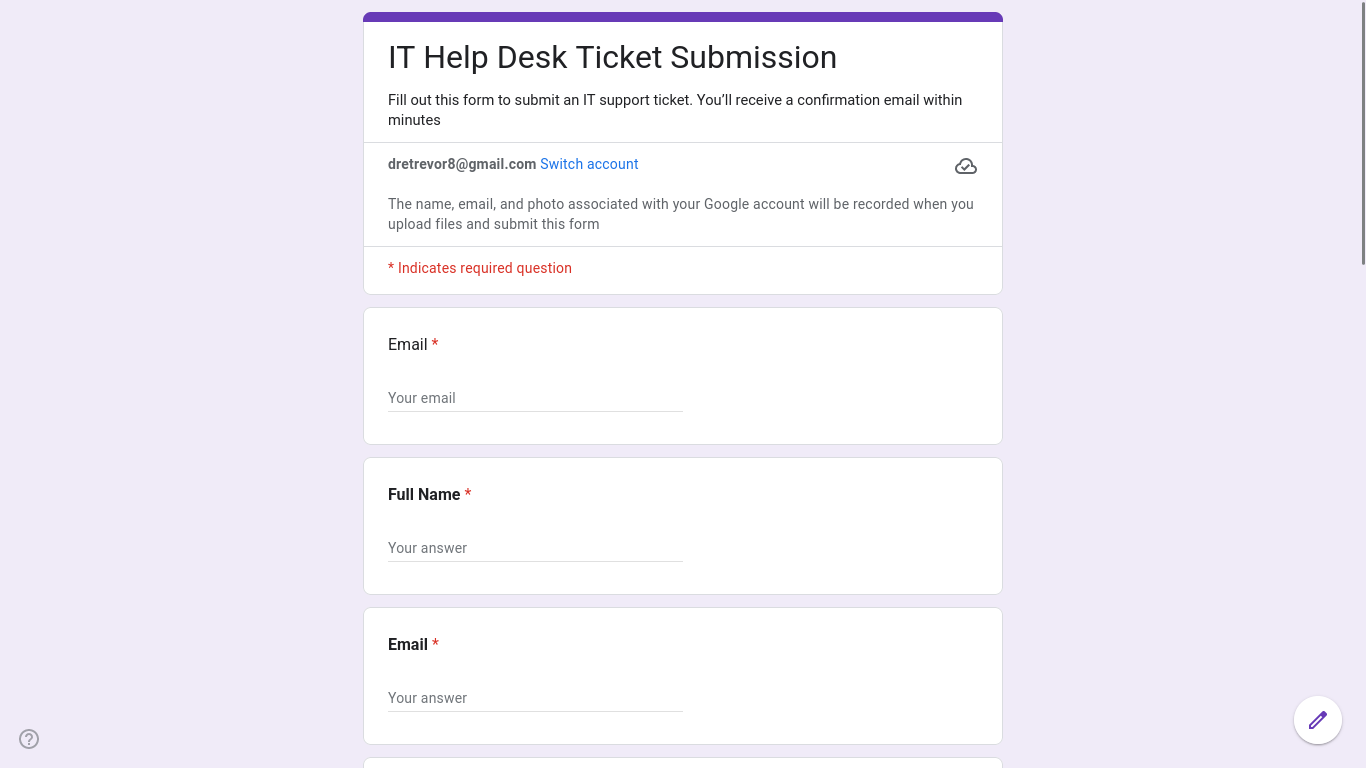 IT Help Desk Ticket Submission
Fill out this form to submit an IT support ticket. You’ll receive a confirmation email within
minutes
dretrevor8@gmail.com Switch account
The name, email, and photo associated with your Google account will be recorded when you
upload files and submit this form
* Indicates required question
Email *
Your email
Full Name *
Your answer
Email *
Your answer